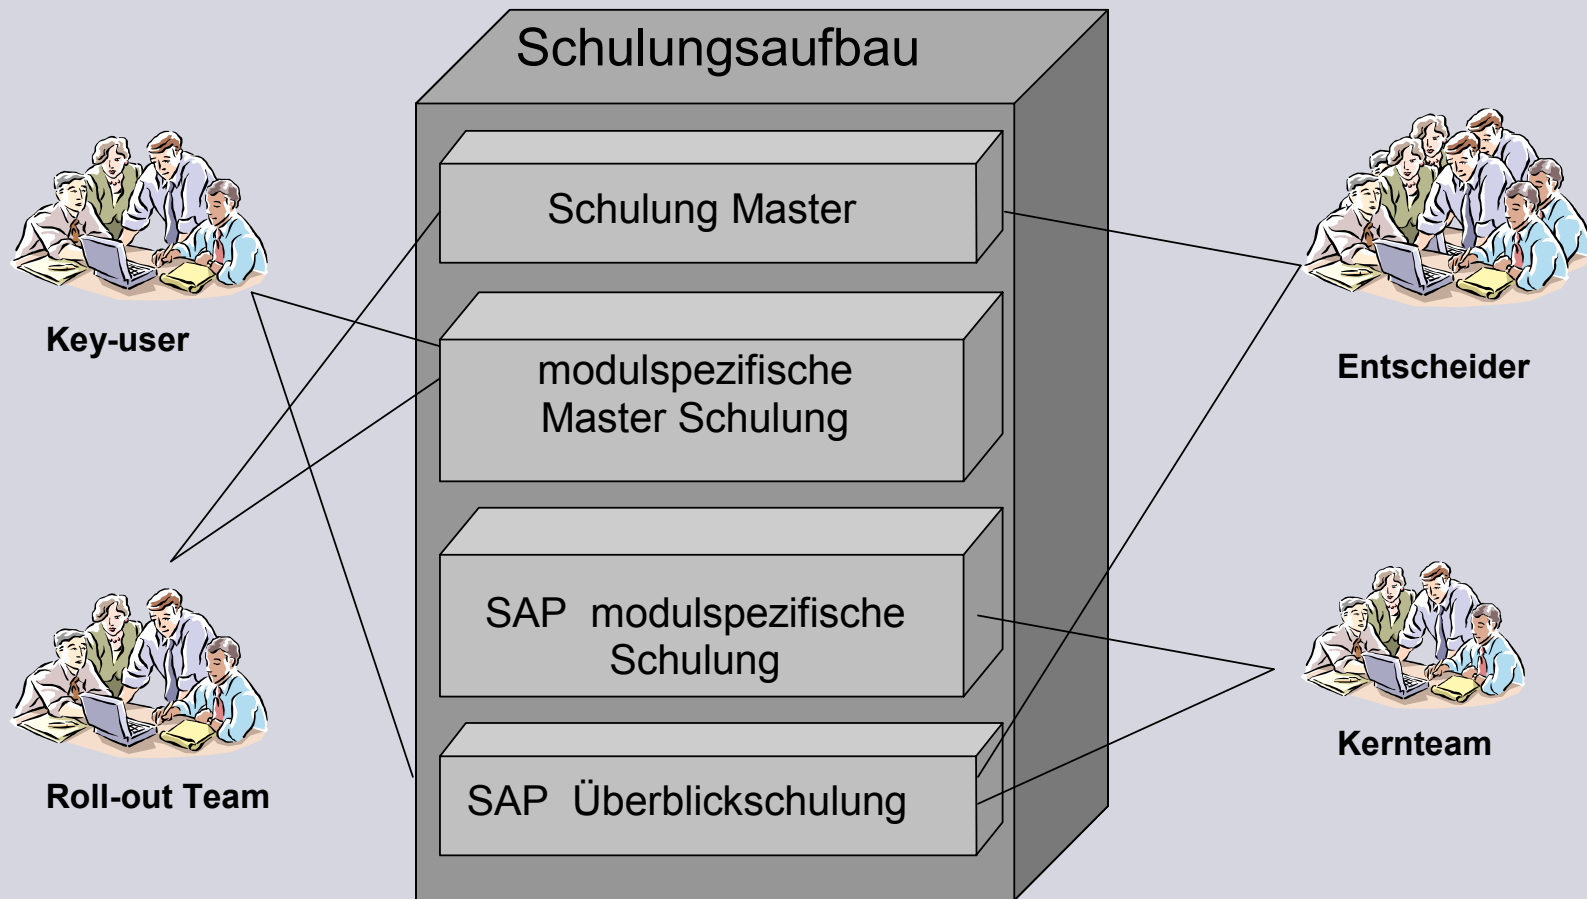 Schulungsaufbau
Schulung Master
Key-user
modulspezifische
Master Schulung
Entscheider
SAP modulspezifische
Schulung
Roll-out Team
SAP Überblickschulung
Kernteam